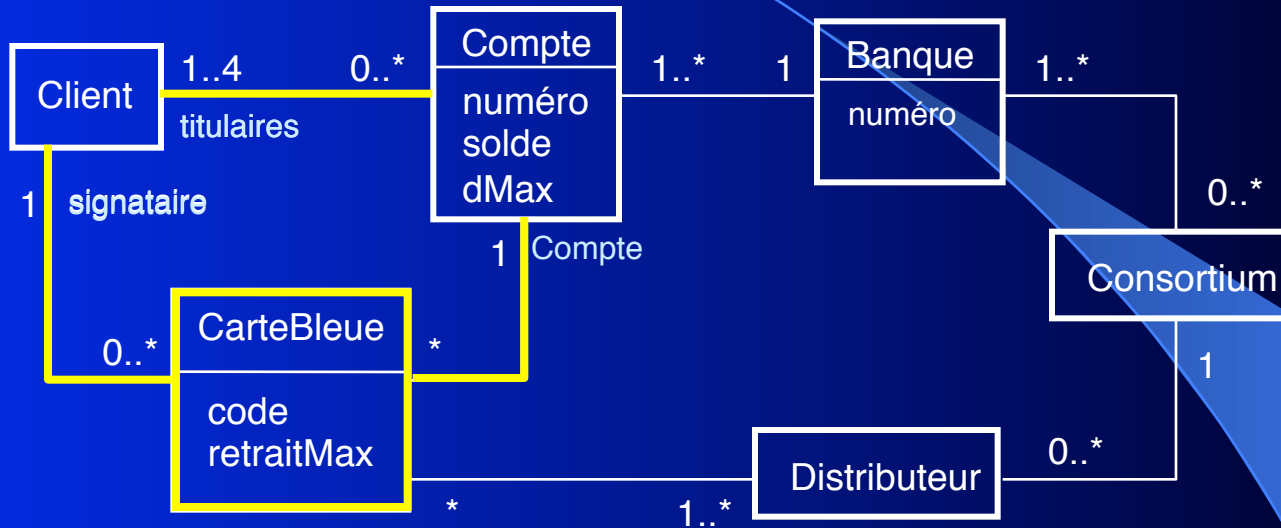 Client
1..4
0..*
titulaires
Compte
numéro
solde
dMax
1..*
1
Banque
numéro
1..*
0..*
Consortium
1
signataire
1
Compte
0..*
CarteBleue
*
code
retraitMax
*
1..*
Distributeur
0..*
1